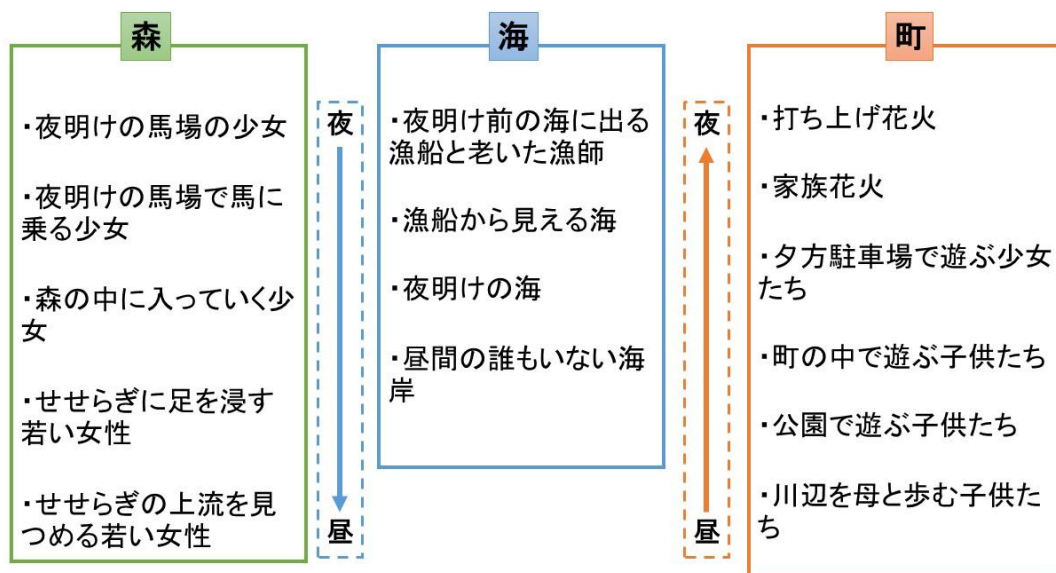 森
・夜明けの馬場の少女
・夜明けの馬場で馬に
乗る少女
・森の中に入っていく少
女
・せせらぎに足を浸す
若い女性
・せせらぎの上流を見
つめる若い女性
夜
昼
海
・夜明け前の海に出る
漁船と老いた漁師
・漁船から見える海
・夜明けの海
・昼間の誰もいない海
岸
夜
昼
町
・打ち上げ花火
・家族花火
・夕方駐車場で遊ぶ少女
たち
・町の中で遊ぶ子供たち
・公園で遊ぶ子供たち
・川辺を母と歩む子供た
ち